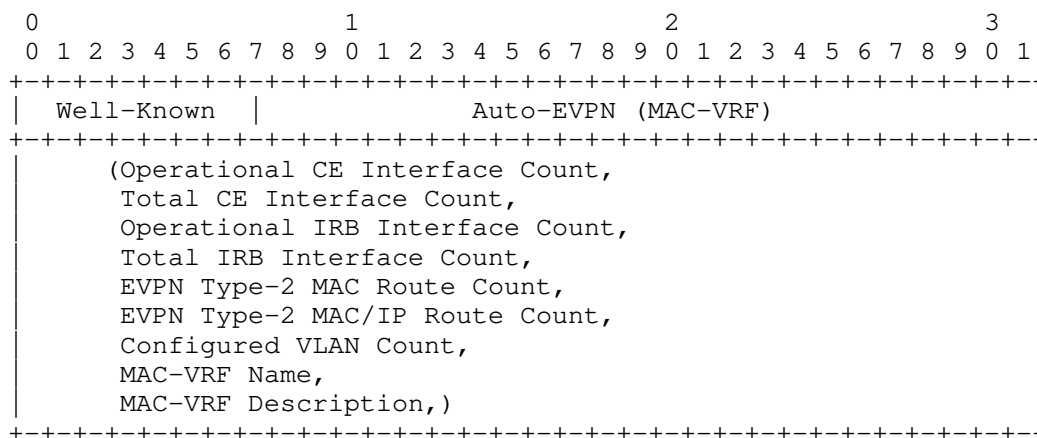 0                   1                   2                   3
0 1 2 3 4 5 6 7 8 9 0 1 2 3 4 5 6 7 8 9 0 1 2 3 4 5 6 7 8 9 0 1
+-+-+-+-+-+-+-+-+-+-+-+-+-+-+-+-+-+-+-+-+-+-+-+-+-+-+-+-+-+-+-+--
|  Well-Known   |             Auto-EVPN (MAC-VRF)
+-+-+-+-+-+-+-+-+-+-+-+-+-+-+-+-+-+-+-+-+-+-+-+-+-+-+-+-+-+-+-+--
|     (Operational CE Interface Count,
|      Total CE Interface Count,
|      Operational IRB Interface Count,
|      Total IRB Interface Count,
|      EVPN Type-2 MAC Route Count,
|      EVPN Type-2 MAC/IP Route Count,
|      Configured VLAN Count,
|      MAC-VRF Name,
|      MAC-VRF Description,)
+-+-+-+-+-+-+-+-+-+-+-+-+-+-+-+-+-+-+-+-+-+-+-+-+-+-+-+-+-+-+-+--